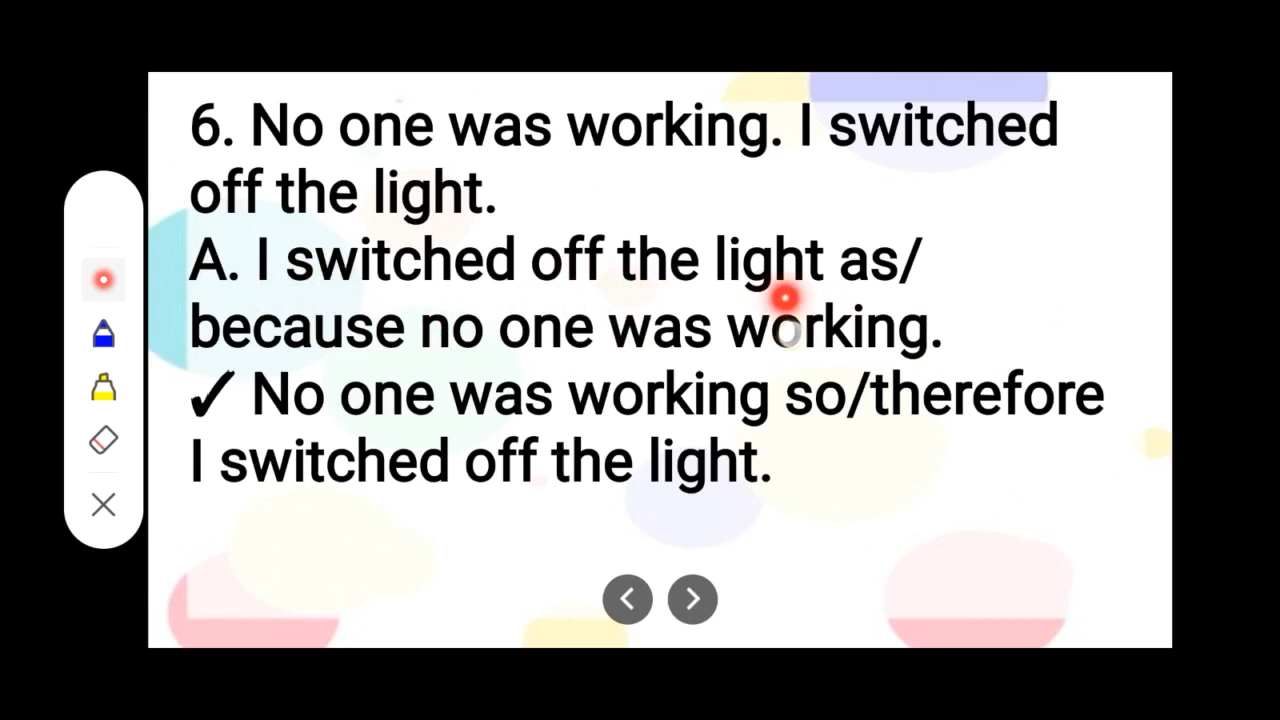 6. No one was working. I switched
off the light.
A. I switched off the light as/
because no one was working.
✓ No one was working so/therefore
I switched off the light.